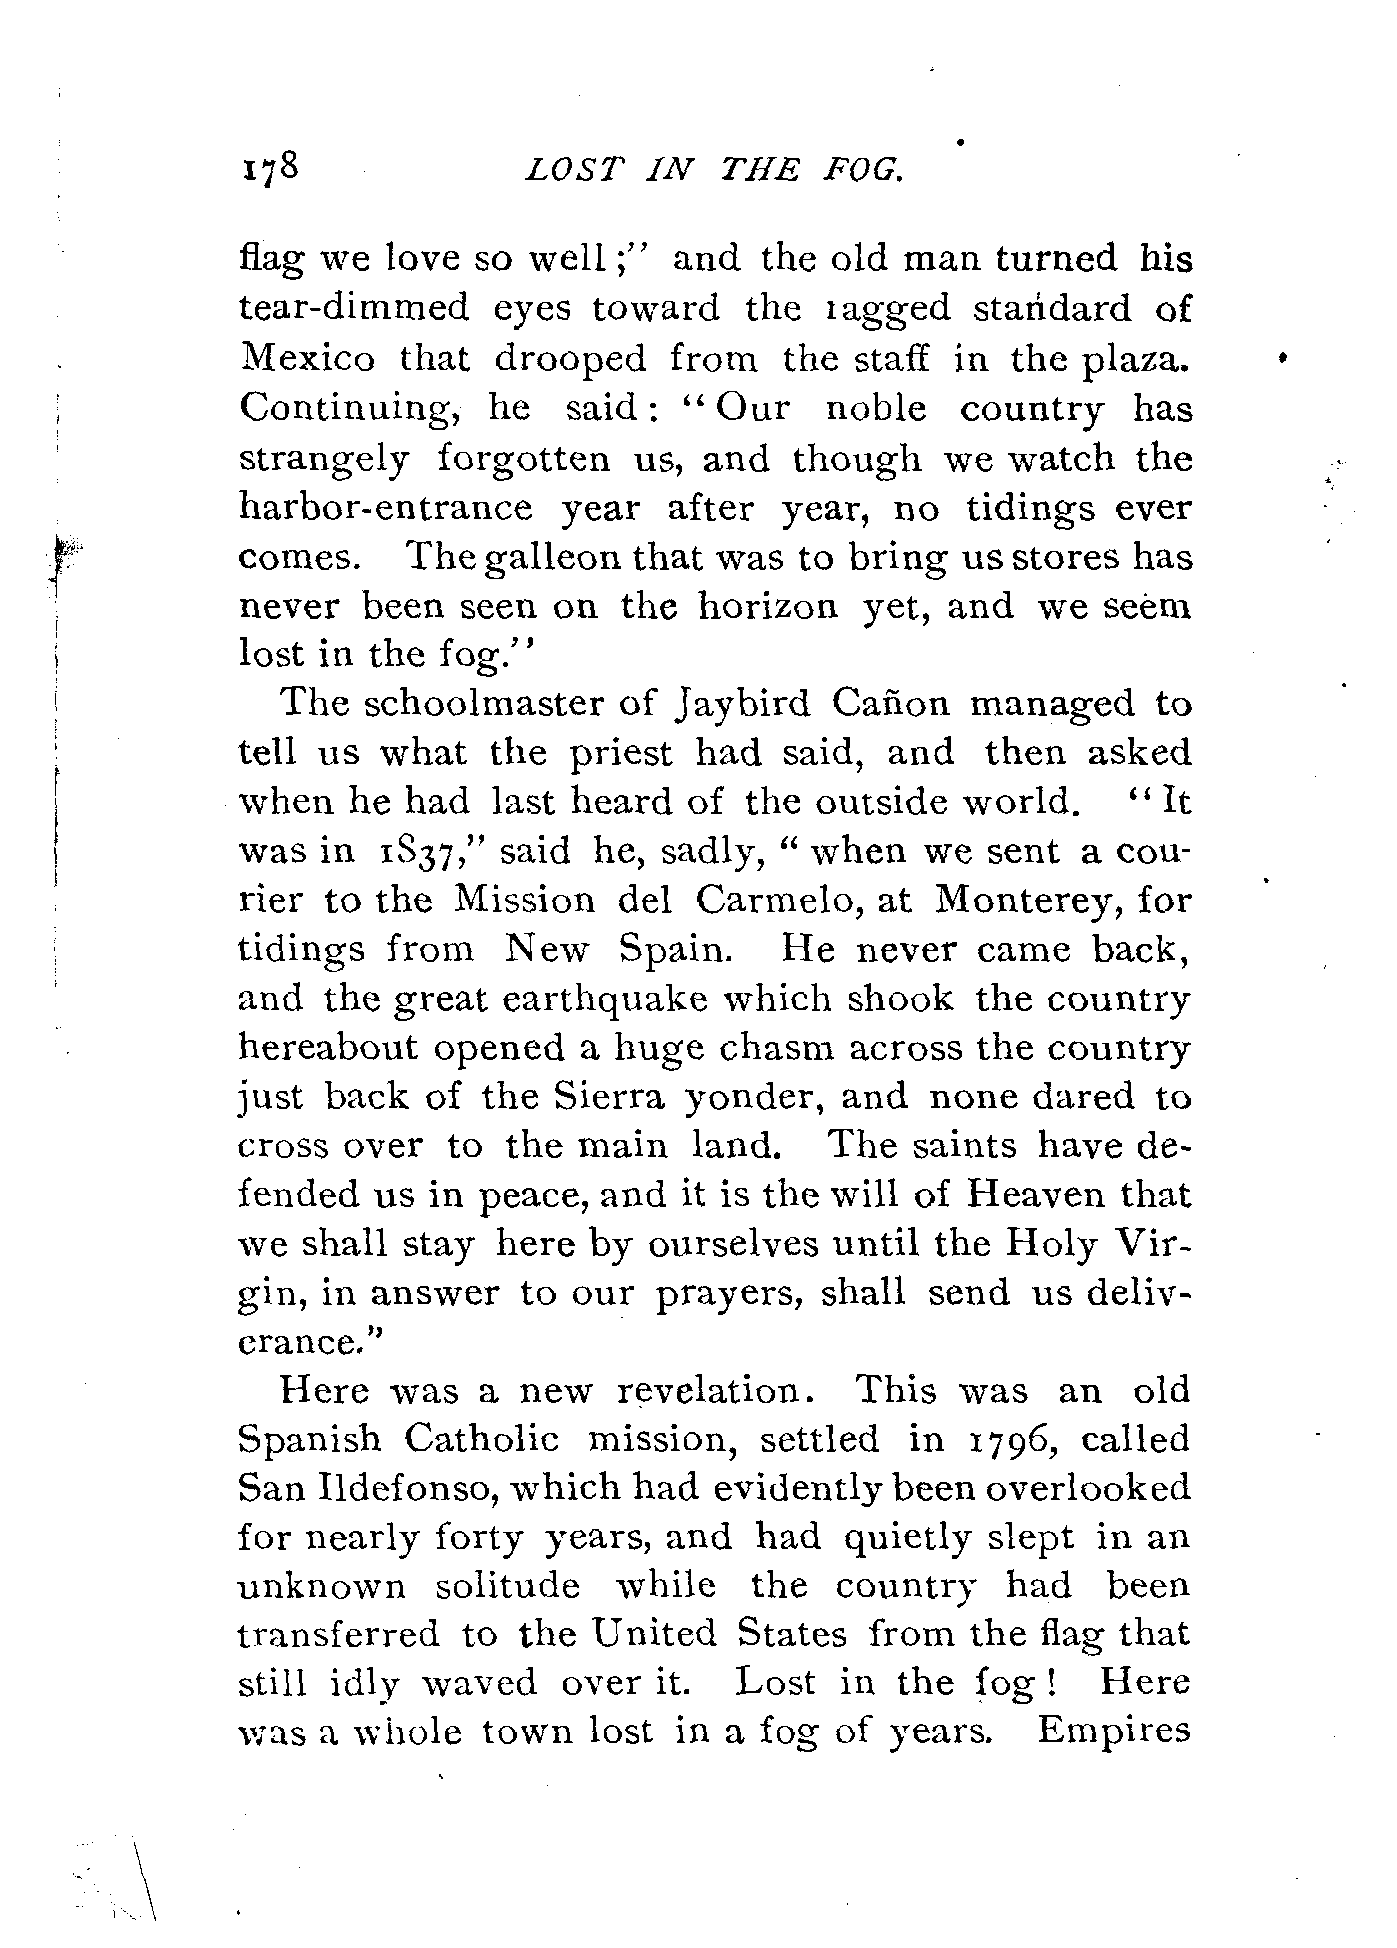 178 LOST IN THE FOG.
flag we love so well;" and the old man turned his
tear-dimmed eyes toward the ragged standard of
Mexico that drooped from the staff in the plaza.
Continuing, he said: "Our noble country has
strangely forgotten us, and though we watch the
harbor-entrance year after year, no tidings ever
comes. The galleon that was to bring us stores has
never been seen on the horizon yet, and we seem
lost in the fog."
The schoolmaster of Jaybird Cañon managed to
tell us what the priest had said, and then asked
when he had last heard of the outside world. "It
was in 1837," said he, sadly, "when we sent a cou-
rier to the Mission del Carmelo, at Monterey, for
tidings from New Spain. He never came back,
and the great earthquake which shook the country
hereabout opened a huge chasm across the country
just back of the Sierra yonder, and none dared to
cross over to the main land. The saints have de-
fended us in peace, and it is the will of Heaven that
we shall stay here by ourselves until the Holy Vir-
gin, in answer to our prayers, shall send us deliv-
erance."
Here was a new revelation. This was an old
Spanish Catholic mission, settled in 1796, called
San Ildefonso, which had evidently been overlooked
for nearly forty years, and had quietly slept in an
unknown solitude while the country had been
transferred to the United States from the flag that
still idly waved over it. Lost in the fog! Here
was a whole town lost in a fog of years. Empires